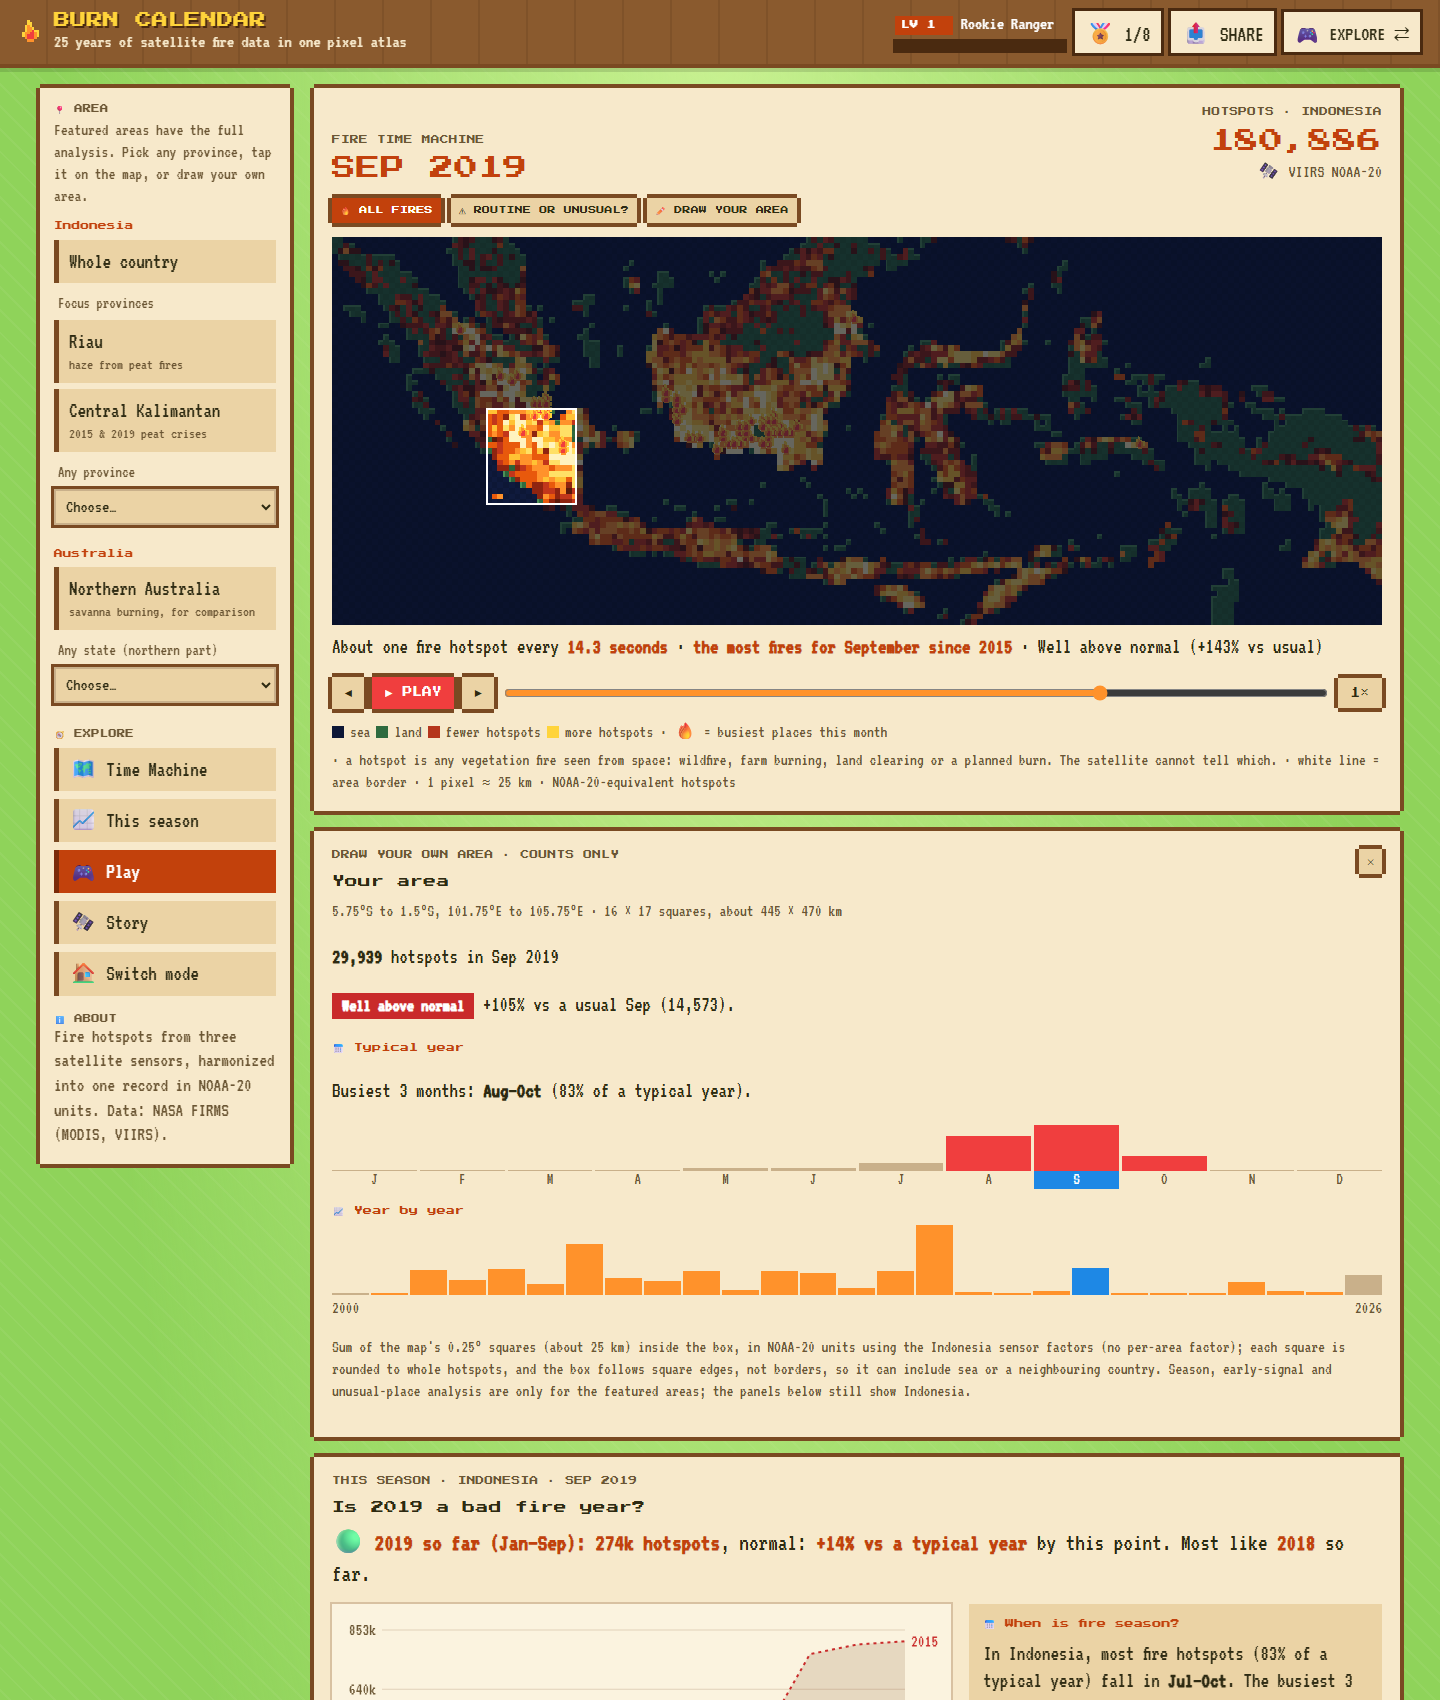 BURN CALENDAR
25 years of satellite fire data in one pixel atlas
LV 1 Rookie Ranger
1/8
SHARE
EXPLORE ⇄
AREA
Featured areas have the full
analysis. Pick any province, tap
it on the map, or draw your own
area.
Indonesia
Whole country
Focus provinces
Riau
haze from peat fires
Central Kalimantan
2015 & 2019 peat crises
Any province
Choose…
Australia
Northern Australia
savanna burning, for comparison
Any state (northern part)
Choose…
EXPLORE
Time Machine
This season
Play
Story
Switch mode
ABOUT
Fire hotspots from three
satellite sensors, harmonized
into one record in NOAA-20
units. Data: NASA FIRMS
(MODIS, VIIRS).
FIRE TIME MACHINE
SEP 2019
HOTSPOTS · INDONESIA
180,886
VIIRS NOAA-20
ALL FIRES
ROUTINE OR UNUSUAL?
DRAW YOUR AREA
About one fire hotspot every 14.3 seconds · the most fires for September since 2015 · Well above normal (+143% vs usual)
◀ ▶ PLAY ▶ 1×
sea land fewer hotspots more hotspots · = busiest places this month
· a hotspot is any vegetation fire seen from space: wildfire, farm burning, land clearing or a planned burn. The satellite cannot tell which. · white line =
area border · 1 pixel ≈ 25 km · NOAA-20-equivalent hotspots
DRAW YOUR OWN AREA · COUNTS ONLY
×
Your area
5.75°S to 1.5°S, 101.75°E to 105.75°E · 16 × 17 squares, about 445 × 470 km
29,939 hotspots in Sep 2019
Well above normal +105% vs a usual Sep (14,573).
Typical year
Busiest 3 months: Aug-Oct (83% of a typical year).
J F M A M J J A S O N D
Year by year
2000 2026
Sum of the map's 0.25° squares (about 25 km) inside the box, in NOAA-20 units using the Indonesia sensor factors (no per-area factor); each square is
rounded to whole hotspots, and the box follows square edges, not borders, so it can include sea or a neighbouring country. Season, early-signal and
unusual-place analysis are only for the featured areas; the panels below still show Indonesia.
THIS SEASON · INDONESIA · SEP 2019
Is 2019 a bad fire year?
2019 so far (Jan-Sep): 274k hotspots, normal: +14% vs a typical year by this point. Most like 2018 so
far.
853k
2015
640k
When is fire season?
In Indonesia, most fire hotspots (83% of a
typical year) fall in Jul-Oct. The busiest 3